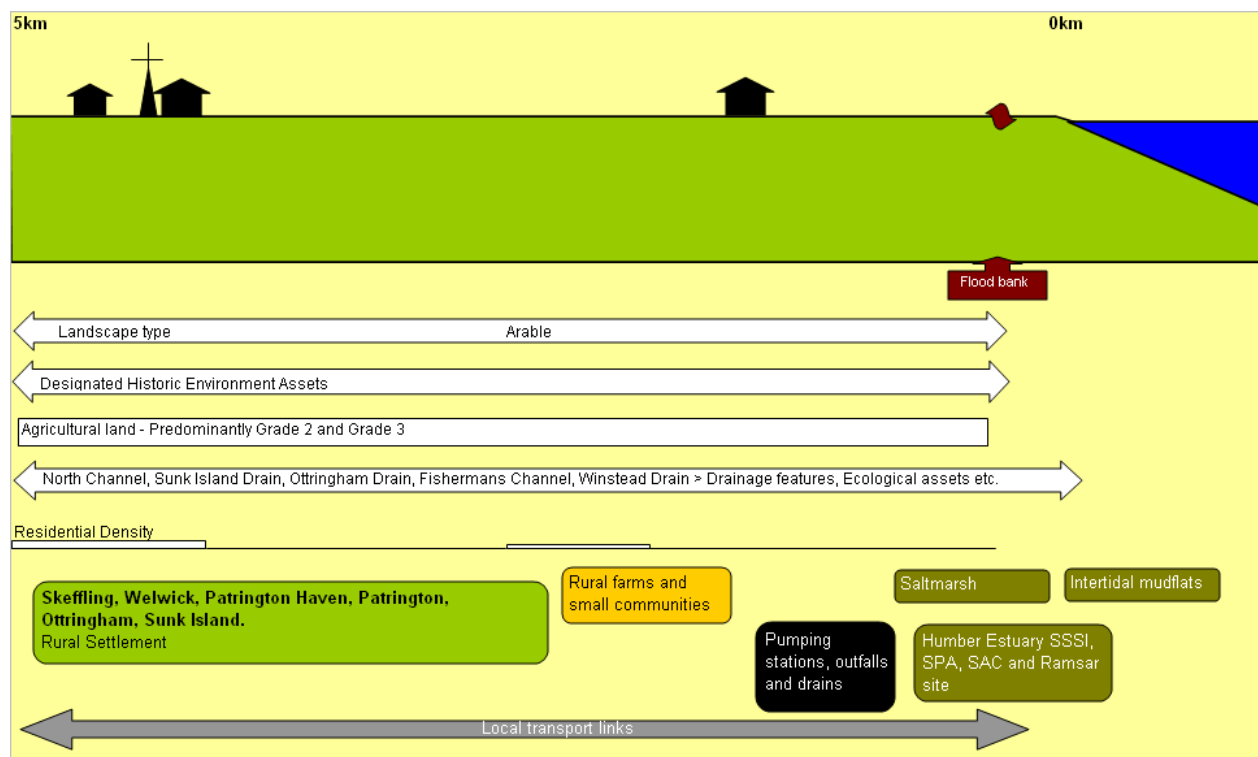 5km
0km
Flood bank
Landscape type
Arable
Designated Historic Environment Assets
Agricultural land - Predominantly Grade 2 and Grade 3
North Channel, Sunk Island Drain, Ottringham Drain, Fishermans Channel, Winstead Drain > Drainage features, Ecological assets etc.
Residential Density
Skeffling, Welwick, Patrington Haven, Patrington,
Ottringham, Sunk Island.
Rural Settlement
Rural farms and
small communities
Pumping
stations, outfalls
and drains
Saltmarsh
Intertidal mudflats
Humber Estuary SSSI,
SPA, SAC and Ramsar
site
Local transport links